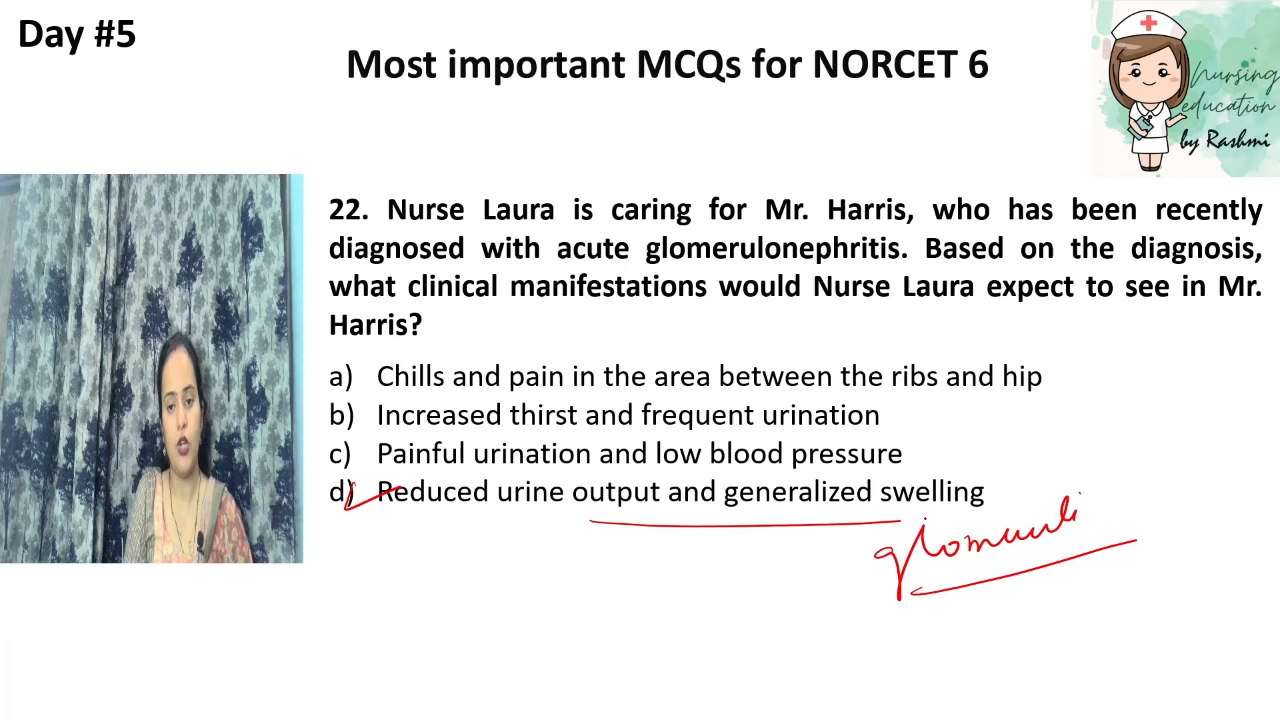 Day #5
Most important MCQs for NORCET 6
Nursing
education
by Rashmi
22. Nurse Laura is caring for Mr. Harris, who has been recently
diagnosed with acute glomerulonephritis. Based on the diagnosis,
what clinical manifestations would Nurse Laura expect to see in Mr.
Harris?
a) Chills and pain in the area between the ribs and hip
b) Increased thirst and frequent urination
c) Painful urination and low blood pressure
d) Reduced urine output and generalized swelling
glomeruli